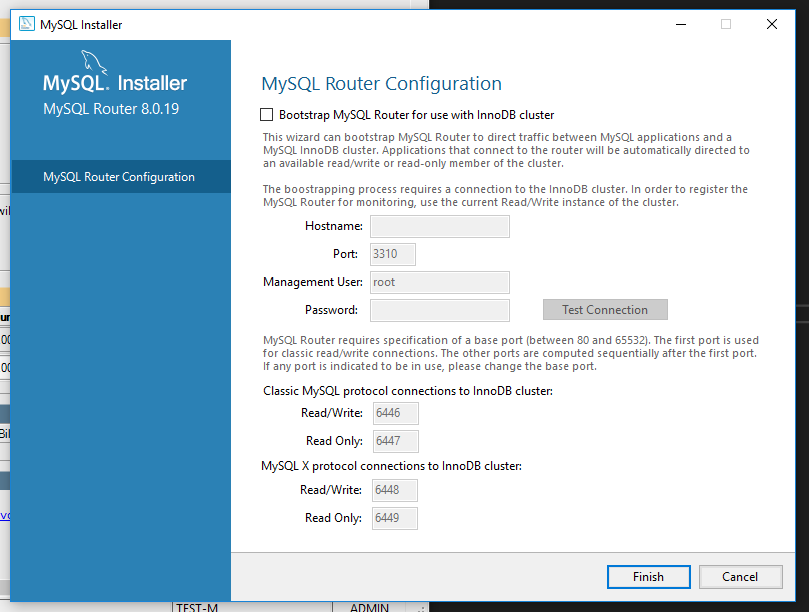 MySQL Installer
MySQL. Installer
MySQL Router 8.0.19
MySQL Router Configuration
MySQL Router Configuration
Bootstrap MySQL Router for use with InnoDB cluster
This wizard can bootstrap MySQL Router to direct traffic between MySQL applications and a
MySQL InnoDB cluster. Applications that connect to the router will be automatically directed to
an available read/write or read-only member of the cluster.
The boostrapping process requires a connection to the InnoDB cluster. In order to register the
MySQL Router for monitoring, use the current Read/Write instance of the cluster.
Hostname:
Port: 3310
Management User: root
Password: Test Connection
MySQL Router requires specification of a base port (between 80 and 65532). The first port is used
for classic read/write connections. The other ports are computed sequentially after the first port.
If any port is indicated to be in use, please change the base port.
Classic MySQL protocol connections to InnoDB cluster:
Read/Write: 6446
Read Only: 6447
MySQL X protocol connections to InnoDB cluster:
Read/Write: 6448
Read Only: 6449
Finish Cancel
TEST-M ADMIN